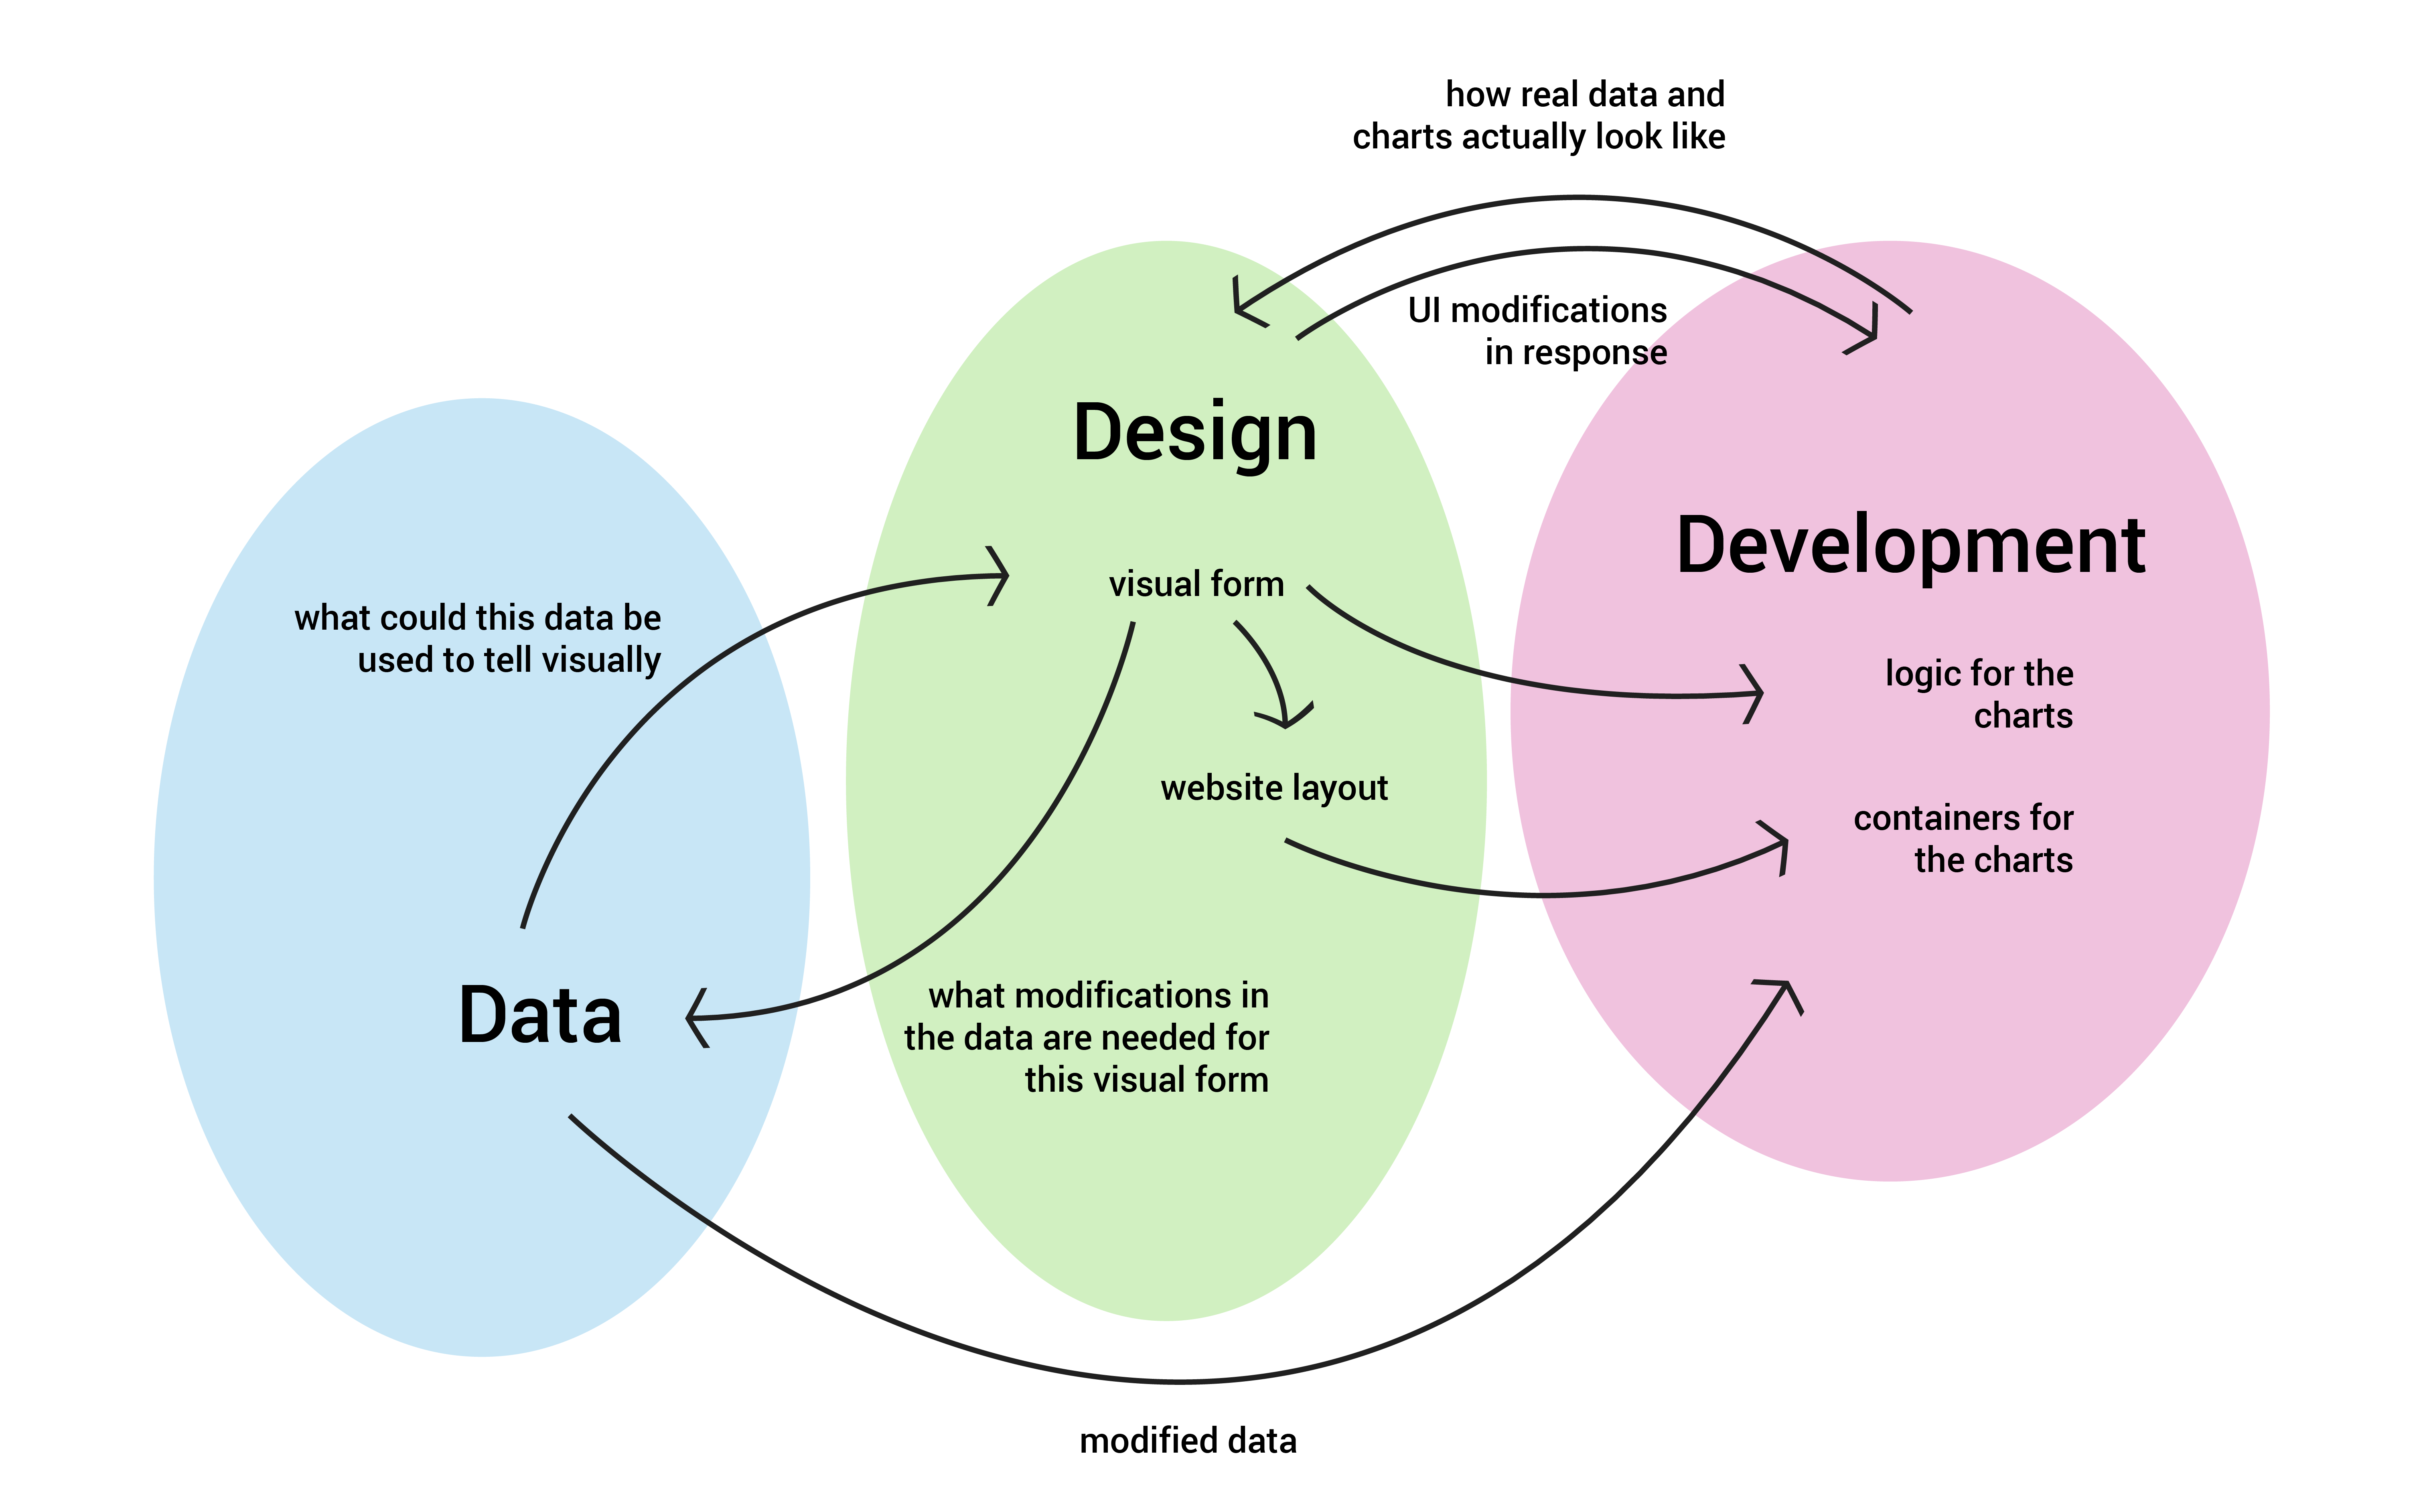 how real data and
charts actually look like
UI modifications
in response
Design
Development
visual form
what could this data be
used to tell visually
logic for the
charts
website layout
containers for
the charts
Data
what modifications in
the data are needed for
this visual form
modified data